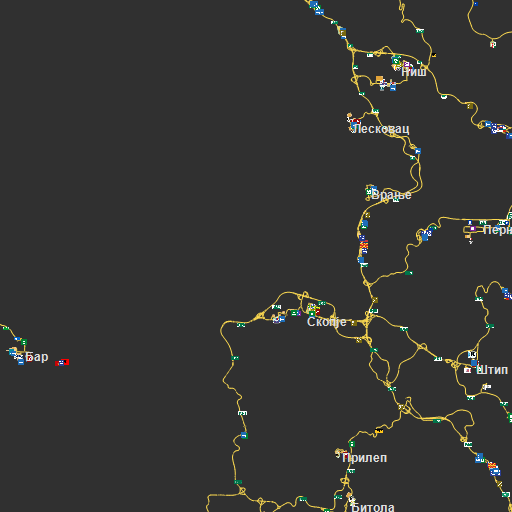 Ниш
Лесковац
Врање
Перн
Скопје
Бар
Штип
Прилеп
Битола